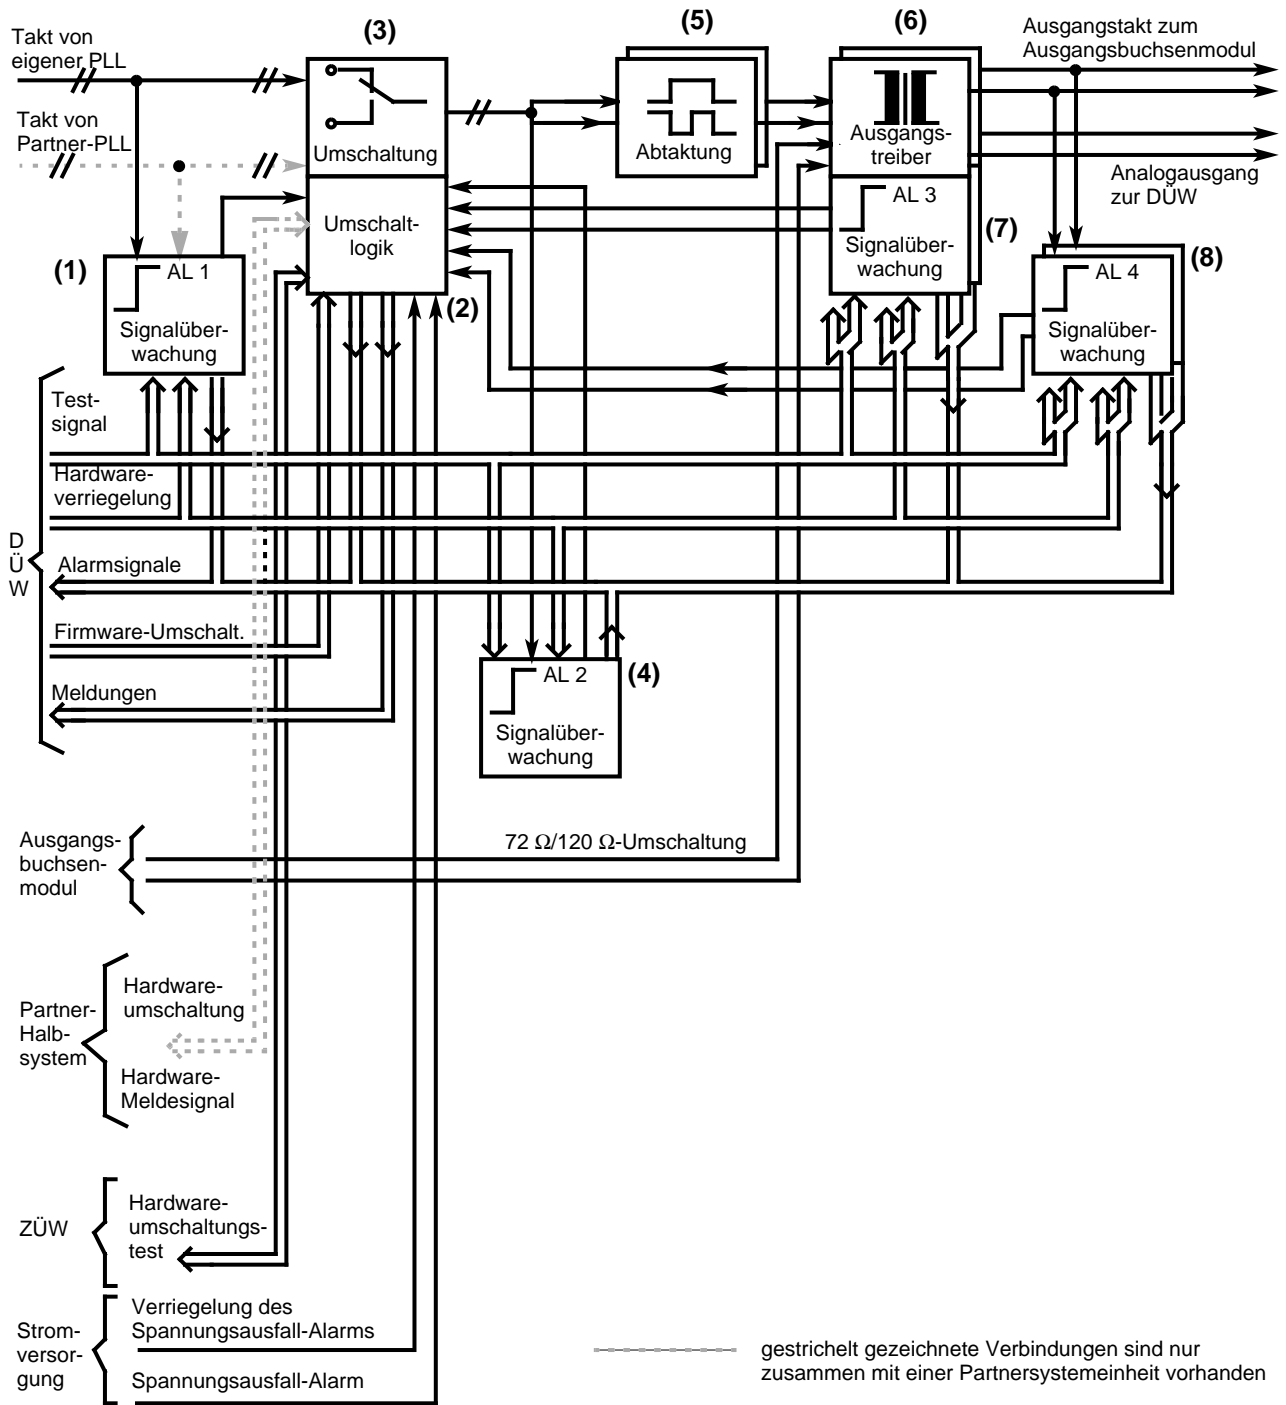 Takt von
eigener PLL
(3)
(5)
(6)
Ausgangstakt zum
Ausgangsbuchsenmodul
Takt von
Partner-PLL
Umschaltung
Abtaktung
Ausgangs-
treiber
Analogausgang
zur DÜW
Umschalt-
logik
AL 3
Signalüber-
wachung
(7)
(1)
AL 1
Signalüber-
wachung
(2)
(8)
AL 4
Signalüber-
wachung
Test-
signal
Hardware-
verriegelung
D
Ü
W
Alarmsignale
Firmware-Umschalt.
Meldungen
AL 2
(4)
Signalüber-
wachung
Ausgangs-
buchsen-
modul
72 Ω/120 Ω-Umschaltung
Partner-
Halb-
system
Hardware-
umschaltung
Hardware-
Meldesignal
ZÜW
Hardware-
umschaltungs-
test
Strom-
versor-
gung
Verriegelung des
Spannungsausfall-Alarms
Spannungsausfall-Alarm
gestrichelt gezeichnete Verbindungen sind nur
zusammen mit einer Partnersystemeinheit vorhanden